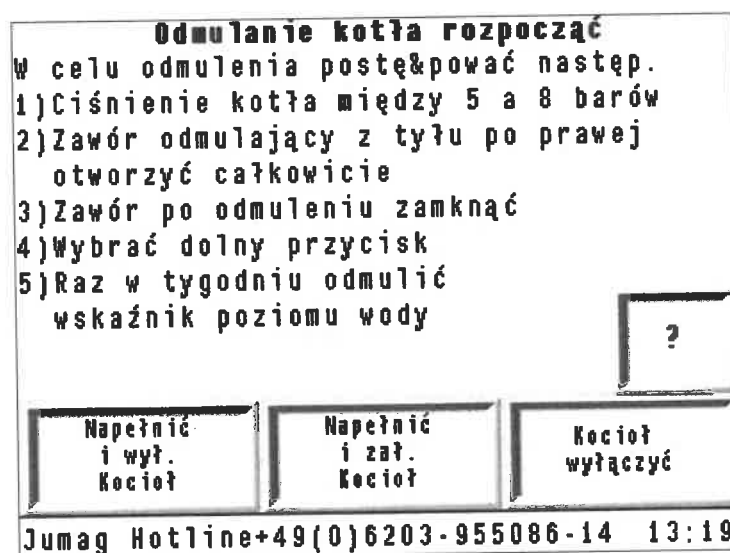 Odmulanie kotła rozpocząć
W celu odmulenia postę&pować następ.
1)Ciśnienie kotła między 5 a 8 barów
2)Zawór odmulający z tyłu po prawej
otworzyć całkowicie
3)Zawór po odmuleniu zamknąć
4)Wybrać dolny przycisk
5)Raz w tygodniu odmulić
wskaźnik poziomu wody
?
Napełnić
i wył.
Kocioł
Napełnić
i zał.
Kocioł
Kocioł
wyłączyć
Jumag Hotline+49(0)6203-955086-14 13:19